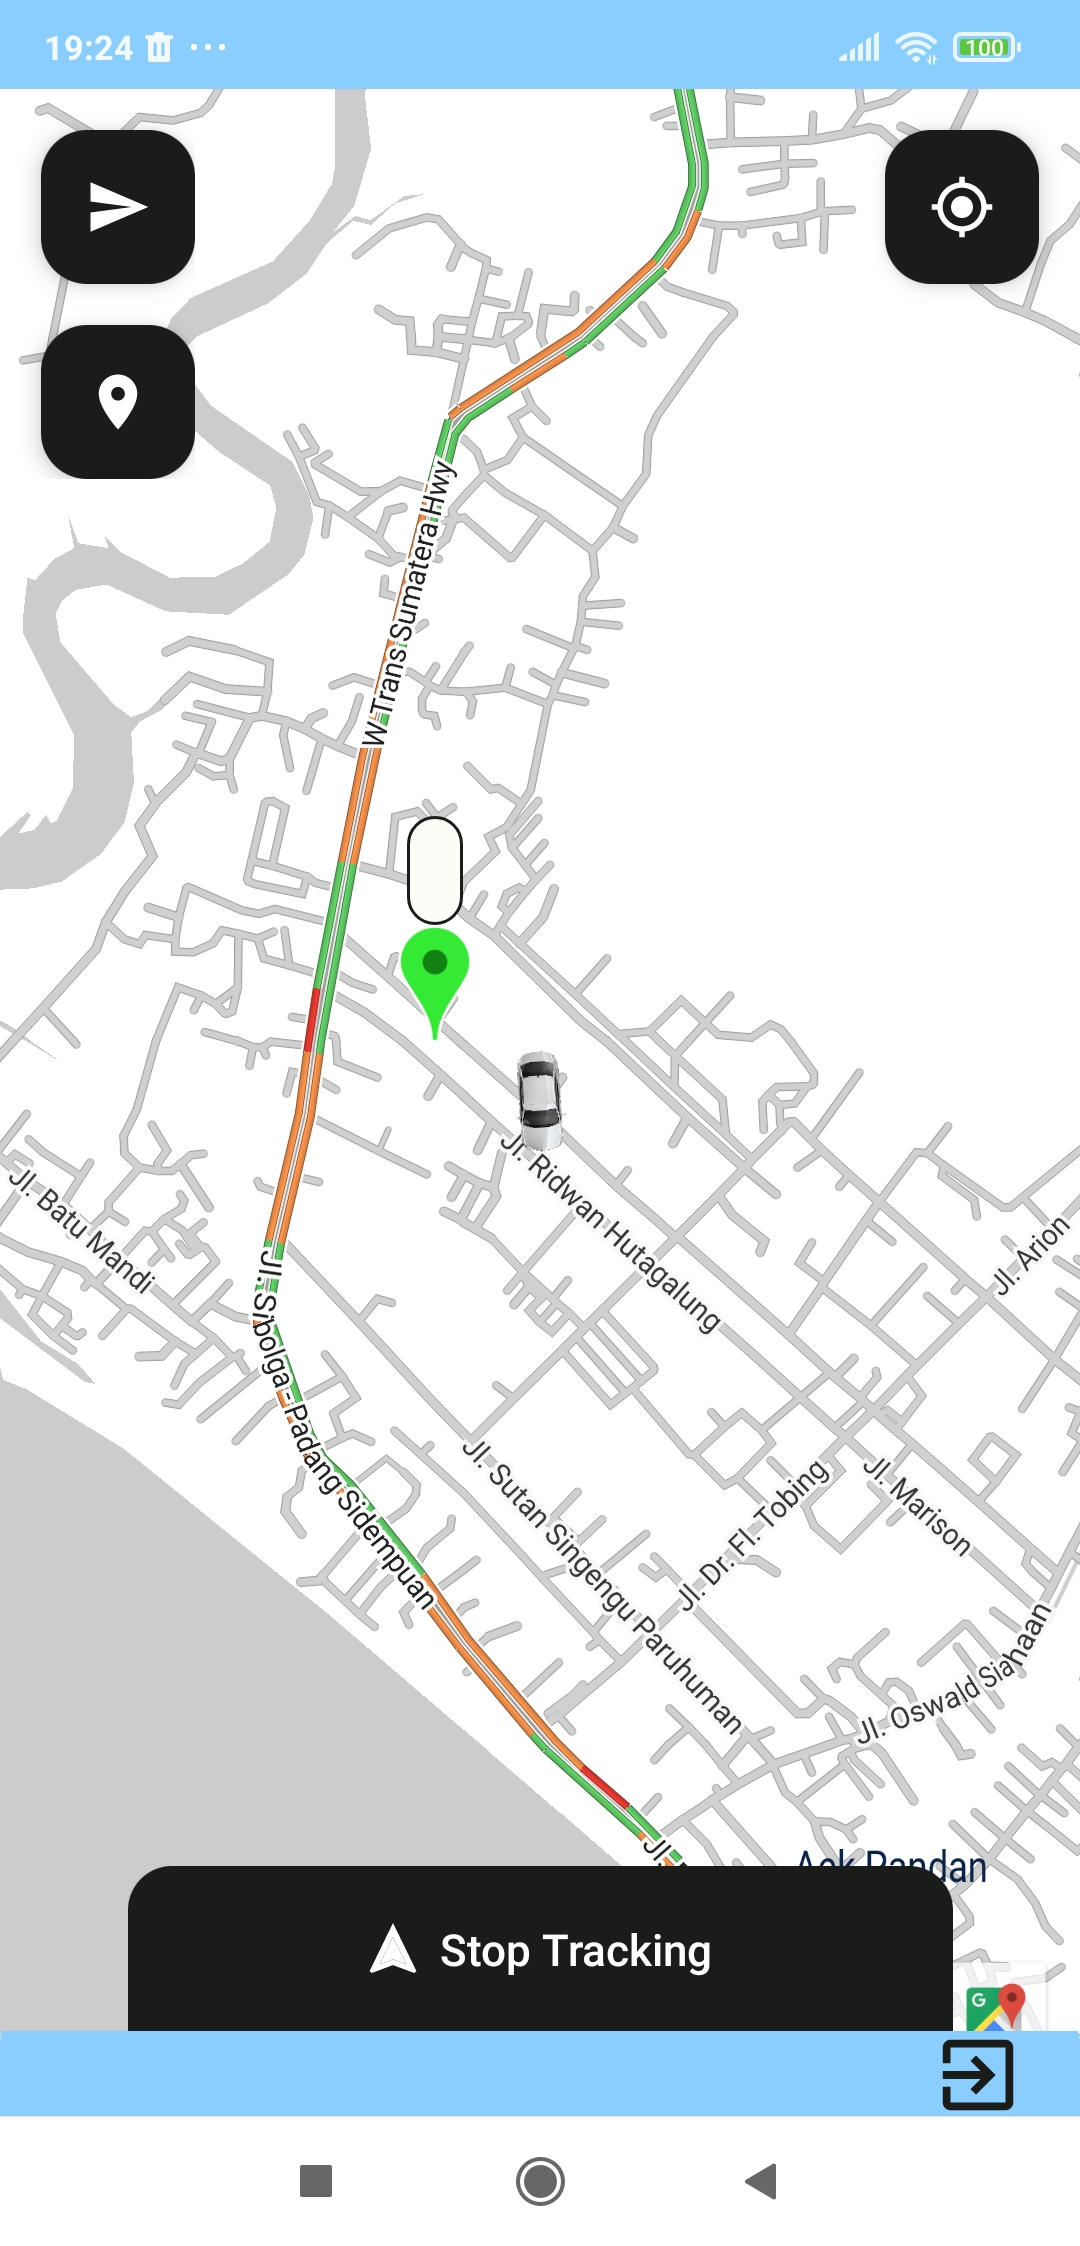 19:24
100
W Trans Sumatera Hwy
Jl. Ridwan Hutagalung
Jl. Batu Mandi
Jl. Arion
Jl. Sibolga - Padang Sidempuan
Jl. Sutan Singengu Paruhuman
Jl. Dr. Fl. Tobing
Jl. Marison
Jl. Oswald Siahaan
Jl.
Aek Pandan
Stop Tracking
G